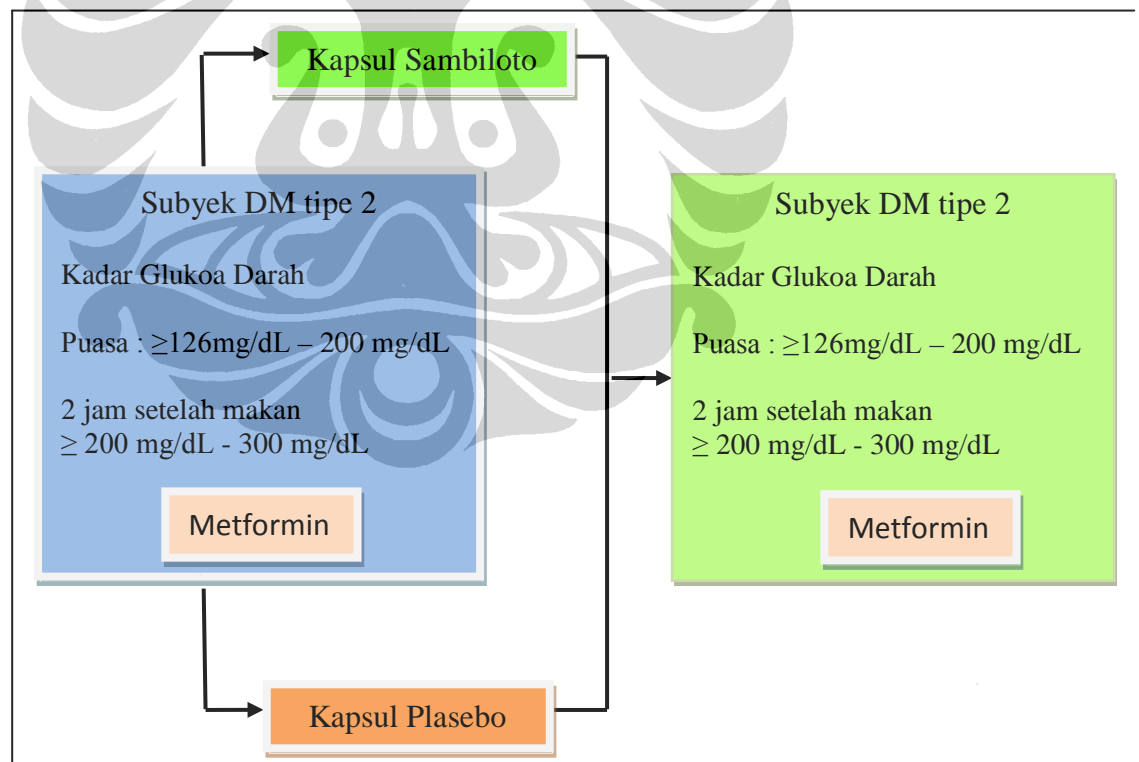 Kapsul Sambiloto
Subyek DM tipe 2
Kadar Glukoa Darah
Puasa : ≥126mg/dL – 200 mg/dL
2 jam setelah makan
≥ 200 mg/dL - 300 mg/dL
Metformin
Subyek DM tipe 2
Kadar Glukoa Darah
Puasa : ≥126mg/dL – 200 mg/dL
2 jam setelah makan
≥ 200 mg/dL - 300 mg/dL
Metformin
Kapsul Plasebo